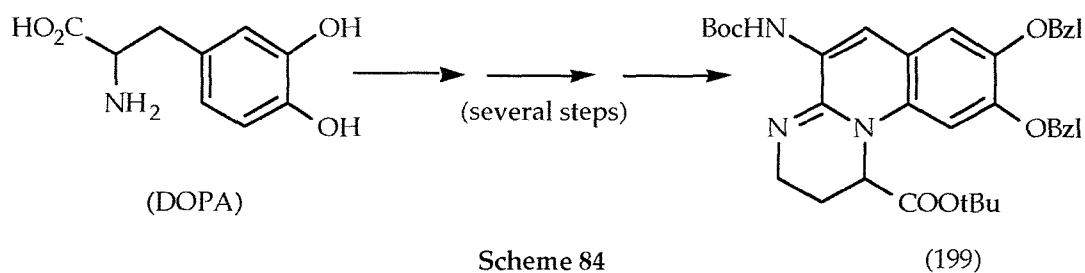 HO₂C
NH₂
OH
OH
(DOPA)
(several steps)
BocHN
OBzl
OBzl
N
N
COOtBu
(199)
Scheme 84